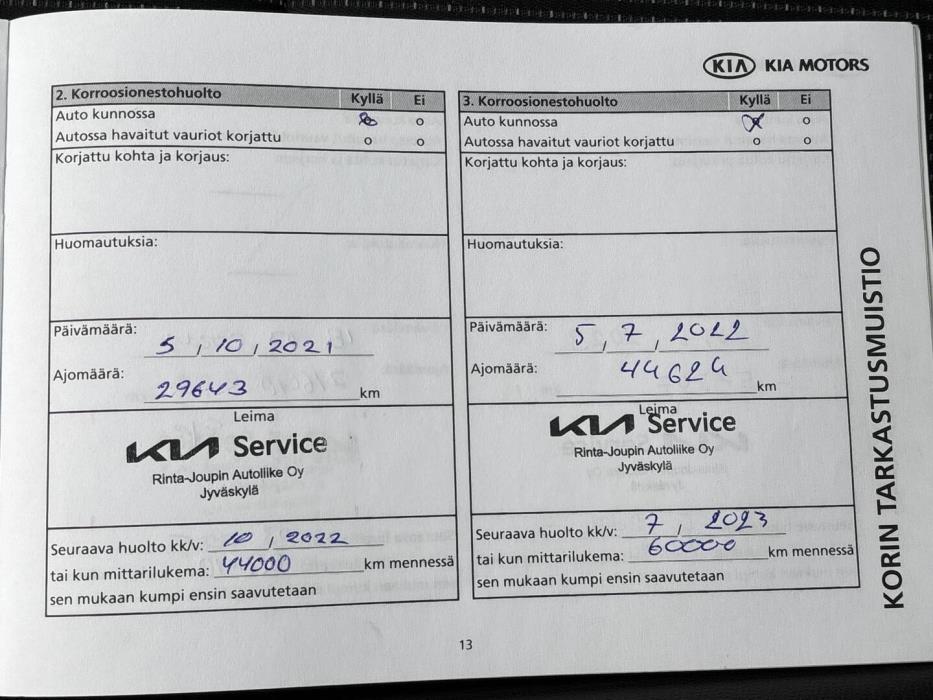 KIA KIA MOTORS
2. Korroosionestohuolto Kyllä Ei
Auto kunnossa o
Autossa havaitut vauriot korjattu o o
Korjattu kohta ja korjaus:
Huomautuksia:
Päivämäärä: 5, 10, 2021
Ajomäärä: 29643 km
Leima
KIA Service
Rinta-Joupin Autoliike Oy
Jyväskylä
Seuraava huolto kk/v: 10, 2022
tai kun mittarilukema: 44000 km mennessä
sen mukaan kumpi ensin saavutetaan
3. Korroosionestohuolto Kyllä Ei
Auto kunnossa x o
Autossa havaitut vauriot korjattu o o
Korjattu kohta ja korjaus:
Huomautuksia:
Päivämäärä: 5, 7, 2022
Ajomäärä: 44624 km
Leima
KIA Service
Rinta-Joupin Autoliike Oy
Jyväskylä
Seuraava huolto kk/v: 7, 2023
tai kun mittarilukema: 60000 km mennessä
sen mukaan kumpi ensin saavutetaan
KORIN TARKASTUSMUISTIO
13